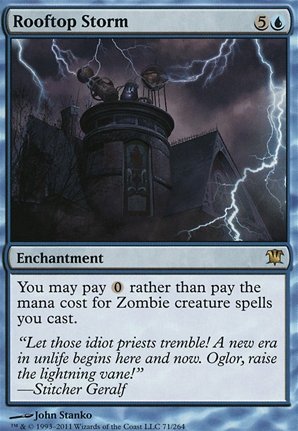 Rooftop Storm 5
Enchantment
You may pay 0 rather than pay the
mana cost for Zombie creature spells
you cast.
“Let those idiot priests tremble! A new era
in unlife begins here and now. Oglor, raise
the lightning vane!”
—Stitcher Geralf
John Stanko
™ & © 1993–2011 Wizards of the Coast LLC 71/264